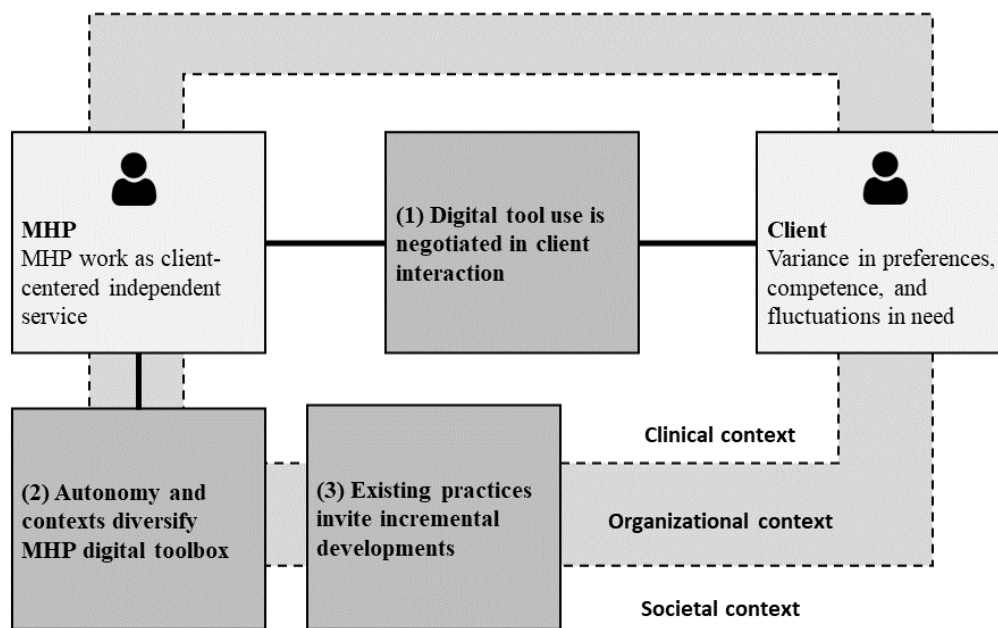 MHP
MHP work as client-
centered independent
service
(1) Digital tool use is
negotiated in client
interaction
Client
Variance in preferences,
competence, and
fluctuations in need
(2) Autonomy and
contexts diversify
MHP digital toolbox
(3) Existing practices
invite incremental
developments
Clinical context
Organizational context
Societal context